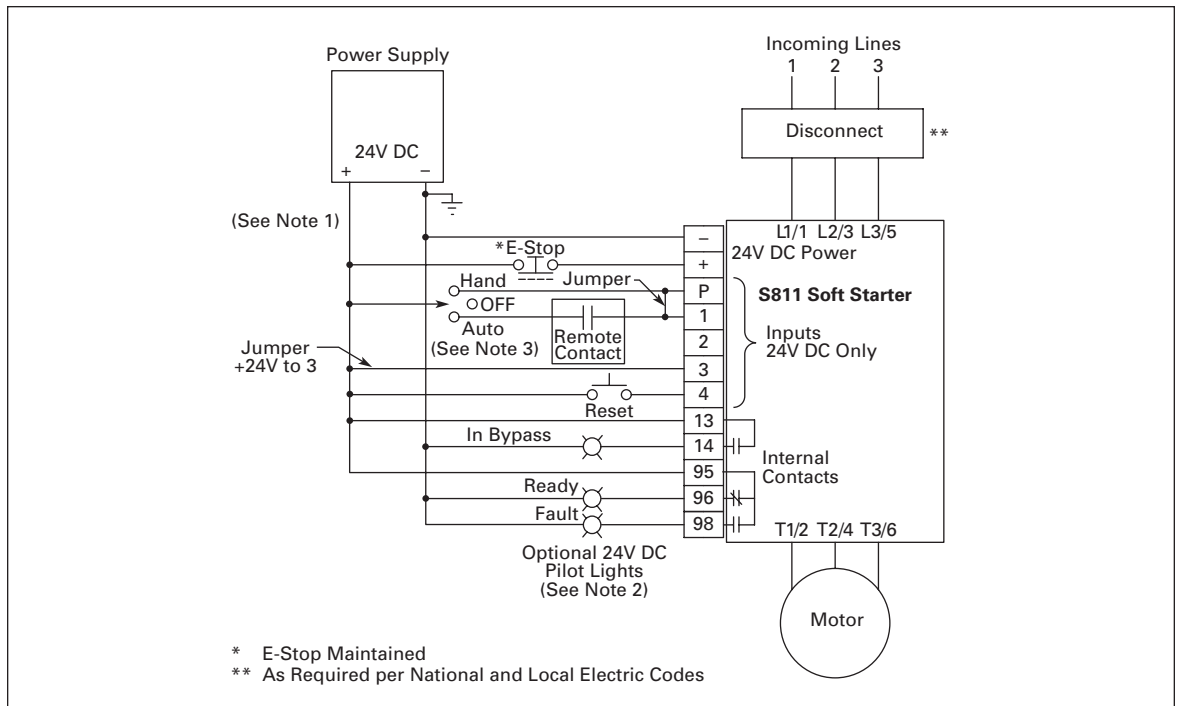 Power Supply
24V DC
+ −
(See Note 1)
Incoming Lines
1 2 3
Disconnect **
L1/1 L2/3 L3/5
24V DC Power
S811 Soft Starter
Inputs
24V DC Only
Internal
Contacts
T1/2 T2/4 T3/6
Motor
−
+
P
1
2
3
4
13
14
95
96
98
*E-Stop
Hand
Jumper
OFF
Auto
(See Note 3)
Remote
Contact
Jumper
+24V to 3
Reset
In Bypass
Ready
Fault
Optional 24V DC
Pilot Lights
(See Note 2)
* E-Stop Maintained
** As Required per National and Local Electric Codes